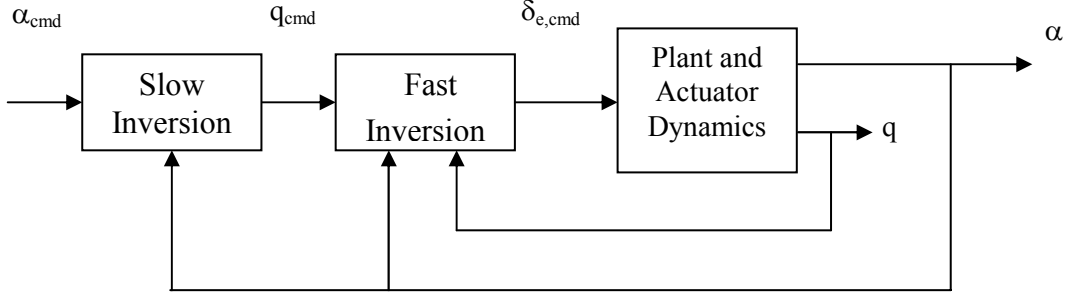 α_cmd
q_cmd
δ_e,cmd
α
Slow
Inversion
Fast
Inversion
Plant and
Actuator
Dynamics
q